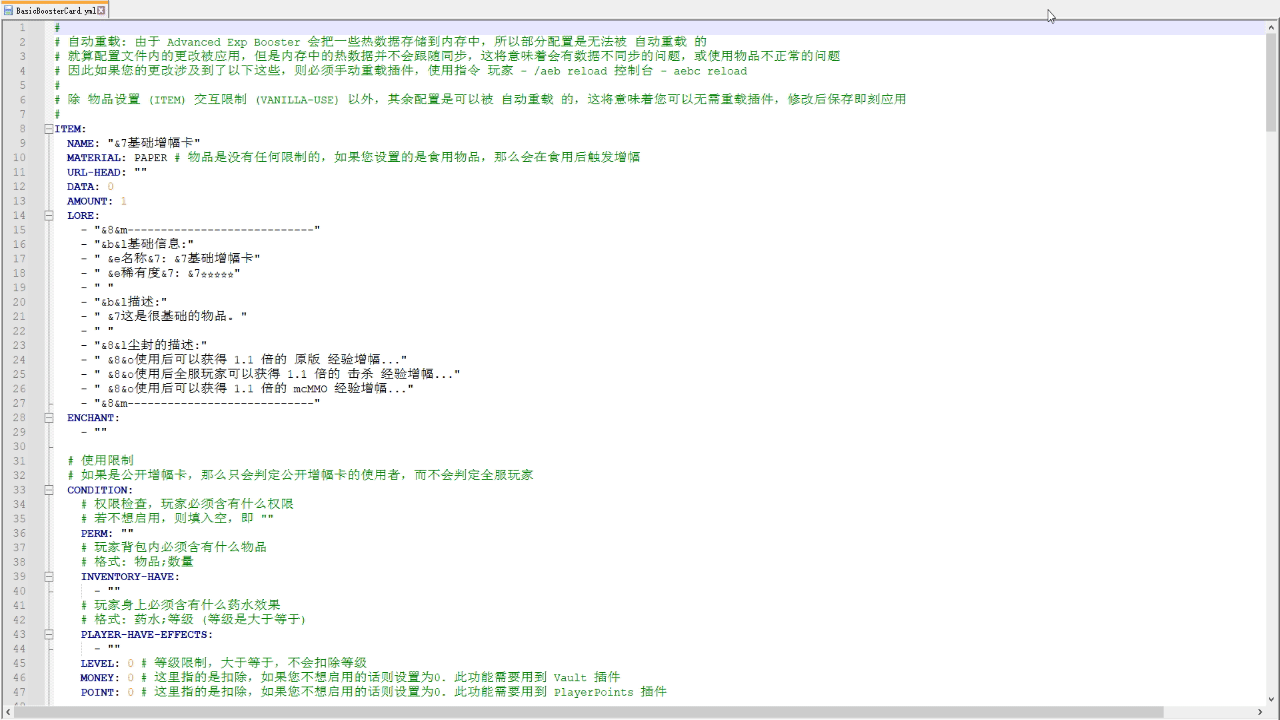 BasicBoosterCard.yml
1 #
2 # 自动重载: 由于 Advanced Exp Booster 会把一些热数据存储到内存中, 所以部分配置是无法被 自动重载 的
3 # 就算配置文件内的更改被应用, 但是内存中的热数据并不会跟随同步, 这将意味着会有数据不同步的问题, 或使用物品不正常的问题
4 # 因此如果您的更改涉及到了以下这些, 则必须手动重载插件, 使用指令 玩家 - /aeb reload 控制台 - aebc reload
5 #
6 # 除 物品设置 (ITEM) 交互限制 (VANILLA-USE) 以外, 其余配置是可以被 自动重载 的, 这将意味着您可以无需重载插件, 修改后保存即刻应用
7 #
8 ITEM:
9 NAME: "&7基础增幅卡"
10 MATERIAL: PAPER # 物品是没有任何限制的, 如果您设置的是食用物品, 那么会在食用后触发增幅
11 URL-HEAD: ""
12 DATA: 0
13 AMOUNT: 1
14 LORE:
15 - "&8&m----------------------------"
16 - "&b&l基础信息:"
17 - " &e名称&7: &7基础增幅卡"
18 - " &e稀有度&7: &7☆☆☆☆☆"
19 - " "
20 - "&b&l描述:"
21 - " &7这是很基础的物品。"
22 - " "
23 - "&8&l尘封的描述:"
24 - " &8&o使用后可以获得 1.1 倍的 原版 经验增幅..."
25 - " &8&o使用后全服玩家可以获得 1.1 倍的 击杀 经验增幅..."
26 - " &8&o使用后可以获得 1.1 倍的 mcMMO 经验增幅..."
27 - "&8&m----------------------------"
28 ENCHANT:
29 - ""
30
31 # 使用限制
32 # 如果是公开增幅卡, 那么只会判定公开增幅卡的使用者, 而不会判定全服玩家
33 CONDITION:
34 # 权限检查, 玩家必须含有什么权限
35 # 若不想启用, 则填入空, 即 ""
36 PERM: ""
37 # 玩家背包内必须含有什么物品
38 # 格式: 物品;数量
39 INVENTORY-HAVE:
40 - ""
41 # 玩家身上必须含有什么药水效果
42 # 格式: 药水;等级 (等级是大于等于)
43 PLAYER-HAVE-EFFECTS:
44 - ""
45 LEVEL: 0 # 等级限制, 大于等于, 不会扣除等级
46 MONEY: 0 # 这里指的是扣除, 如果您不想启用的话则设置为0. 此功能需要用到 Vault 插件
47 POINT: 0 # 这里指的是扣除, 如果您不想启用的话则设置为0. 此功能需要用到 PlayerPoints 插件